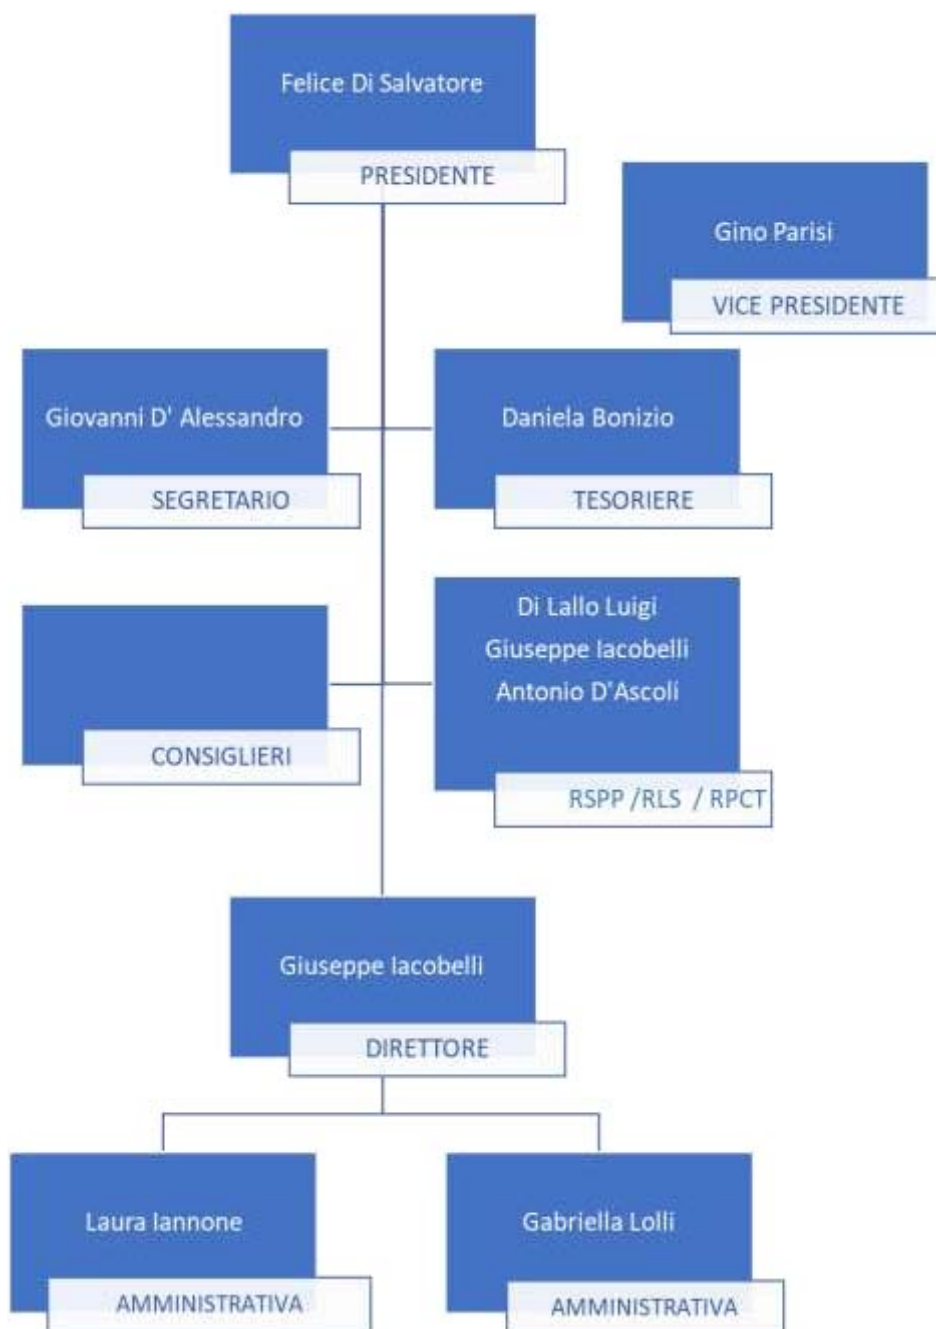 Felice Di Salvatore
PRESIDENTE
Gino Parisi
VICE PRESIDENTE
Giovanni D' Alessandro
SEGRETARIO
Daniela Bonizio
TESORIERE
CONSIGLIERI
Di Lallo Luigi
Giuseppe Iacobelli
Antonio D'Ascoli
RSPP /RLS / RPCT
Giuseppe Iacobelli
DIRETTORE
Laura Iannone
AMMINISTRATIVA
Gabriella Lolli
AMMINISTRATIVA